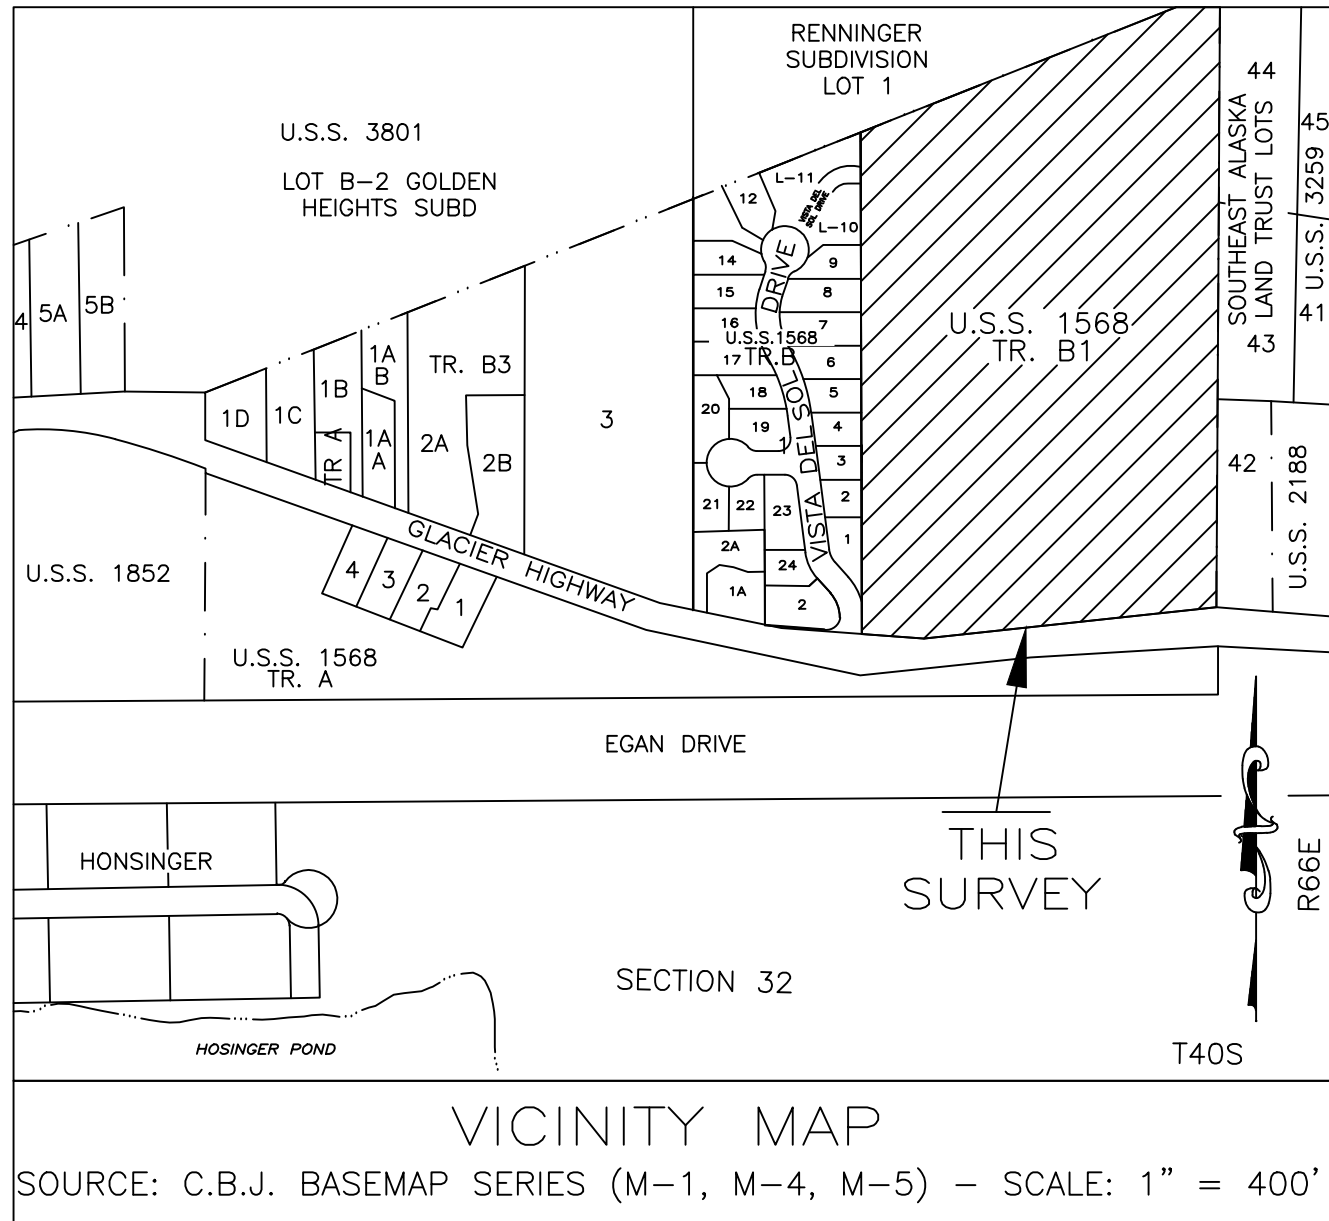 RENNINGER
SUBDIVISION
LOT 1
U.S.S. 3801
LOT B-2 GOLDEN
HEIGHTS SUBD
44
45
SOUTHEAST ALASKA
LAND TRUST LOTS
U.S.S. 3259
43
41
42
U.S.S. 2188
4
5A
5B
1D
1C
1B
TR A
1A
B
1A
A
TR. B3
2A
2B
3
12
L-11
VISTA DEL
SOL DRIVE
L-10
14
9
15
8
16
7
U.S.S.1568
TR.B
17
6
18
5
20
19
1
4
3
21
22
23
2
2A
1
24
1A
2
VISTA DEL SOL DRIVE
U.S.S. 1568
TR. B1
GLACIER HIGHWAY
4
3
2
1
U.S.S. 1852
U.S.S. 1568
TR. A
EGAN DRIVE
THIS
SURVEY
HONSINGER
R66E
SECTION 32
HOSINGER POND
T40S
VICINITY MAP
SOURCE: C.B.J. BASEMAP SERIES (M-1, M-4, M-5) - SCALE: 1" = 400'